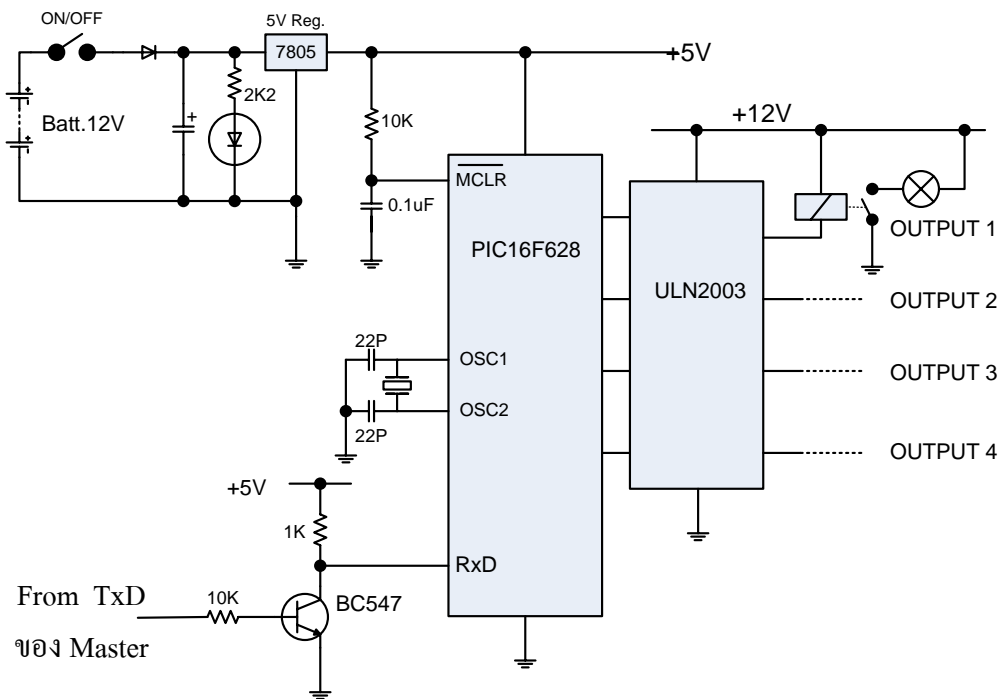 ON/OFF
5V Reg.
7805
+5V
2K2
Batt.12V
10K
+12V
MCLR
0.1uF
PIC16F628
OUTPUT 1
ULN2003
OUTPUT 2
22P
OSC1
OUTPUT 3
OSC2
22P
OUTPUT 4
+5V
1K
RxD
From TxD
10K
BC547
ของ Master